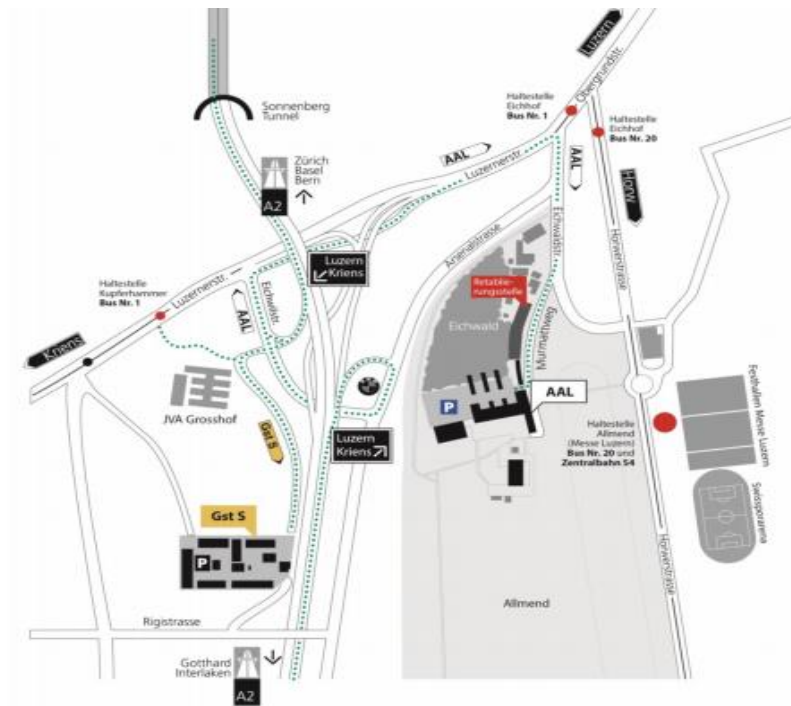 Luzern
Obergrundstr.
Haltestelle
Eichhof
Bus Nr. 1
Haltestelle
Eichhof
Bus Nr. 20
Sonnenberg
Tunnel
AAL
Luzernerstr.
AAL
Zürich
Basel
Bern
A2
Horw
Horwerstrasse
Eichwaldstr.
Arsenalstrasse
Luzern
Kriens
Retablie-
rungsstelle
Haltestelle
Kupferhammer
Bus Nr. 1
Luzernerstr.
Eichwilstr.
AAL
Eichwald
Murmattweg
Kriens
JVA Grosshof
P
AAL
Gst S
Luzern
Kriens
Haltestelle
Allmend
(Messe Luzern)
Bus Nr. 20 und
Zentralbahn S4
Festhallen Messe Luzern
Swissporarena
Gst S
P
Horwerstrasse
Allmend
Rigistrasse
Gotthard
Interlaken
A2